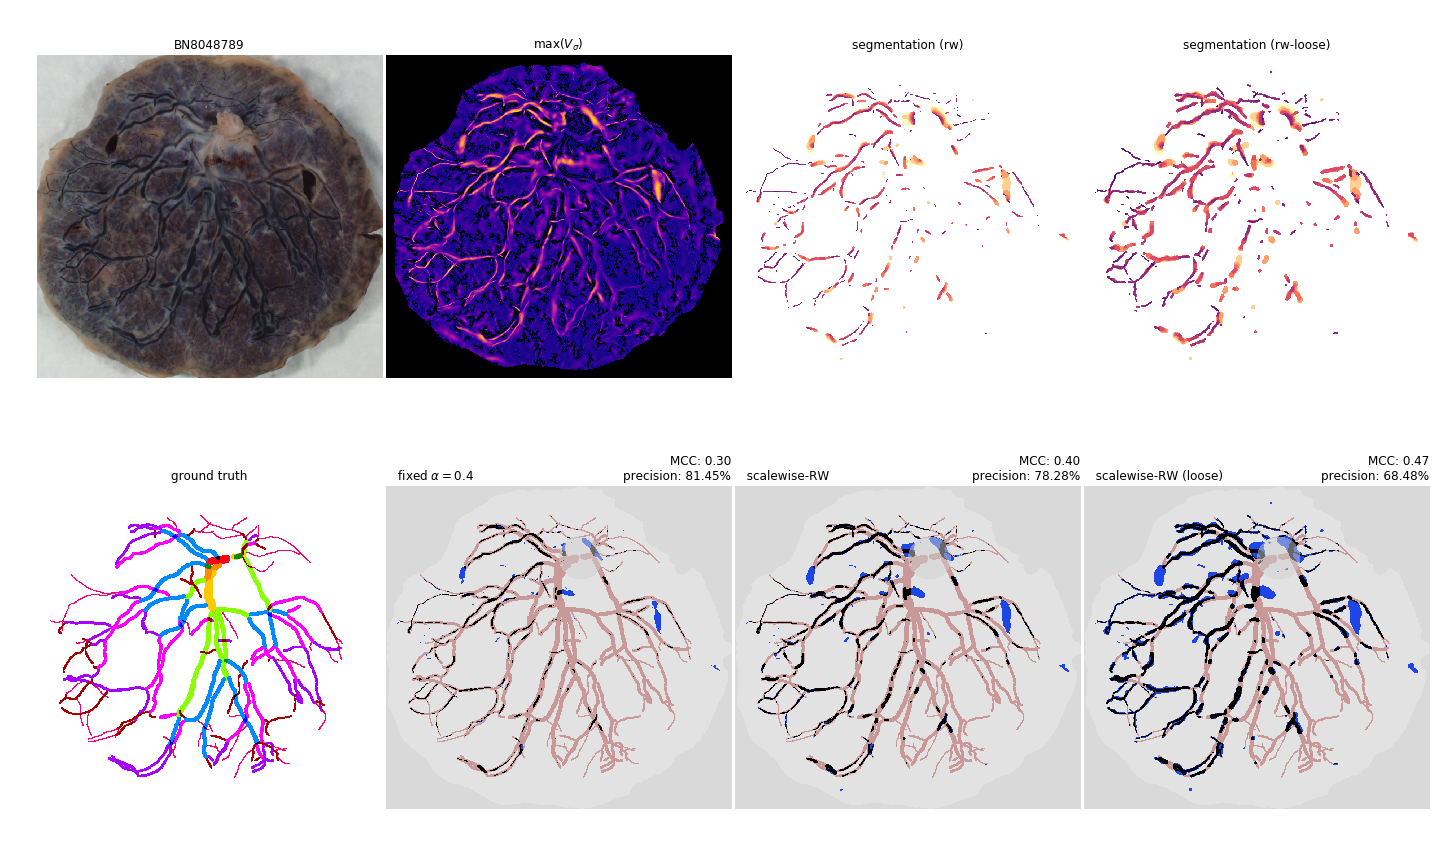 BN8048789
max(V_σ)
segmentation (rw)
segmentation (rw-loose)
ground truth
fixed α = 0.4
MCC: 0.30
precision: 81.45%
scalewise-RW
MCC: 0.40
precision: 78.28%
scalewise-RW (loose)
MCC: 0.47
precision: 68.48%